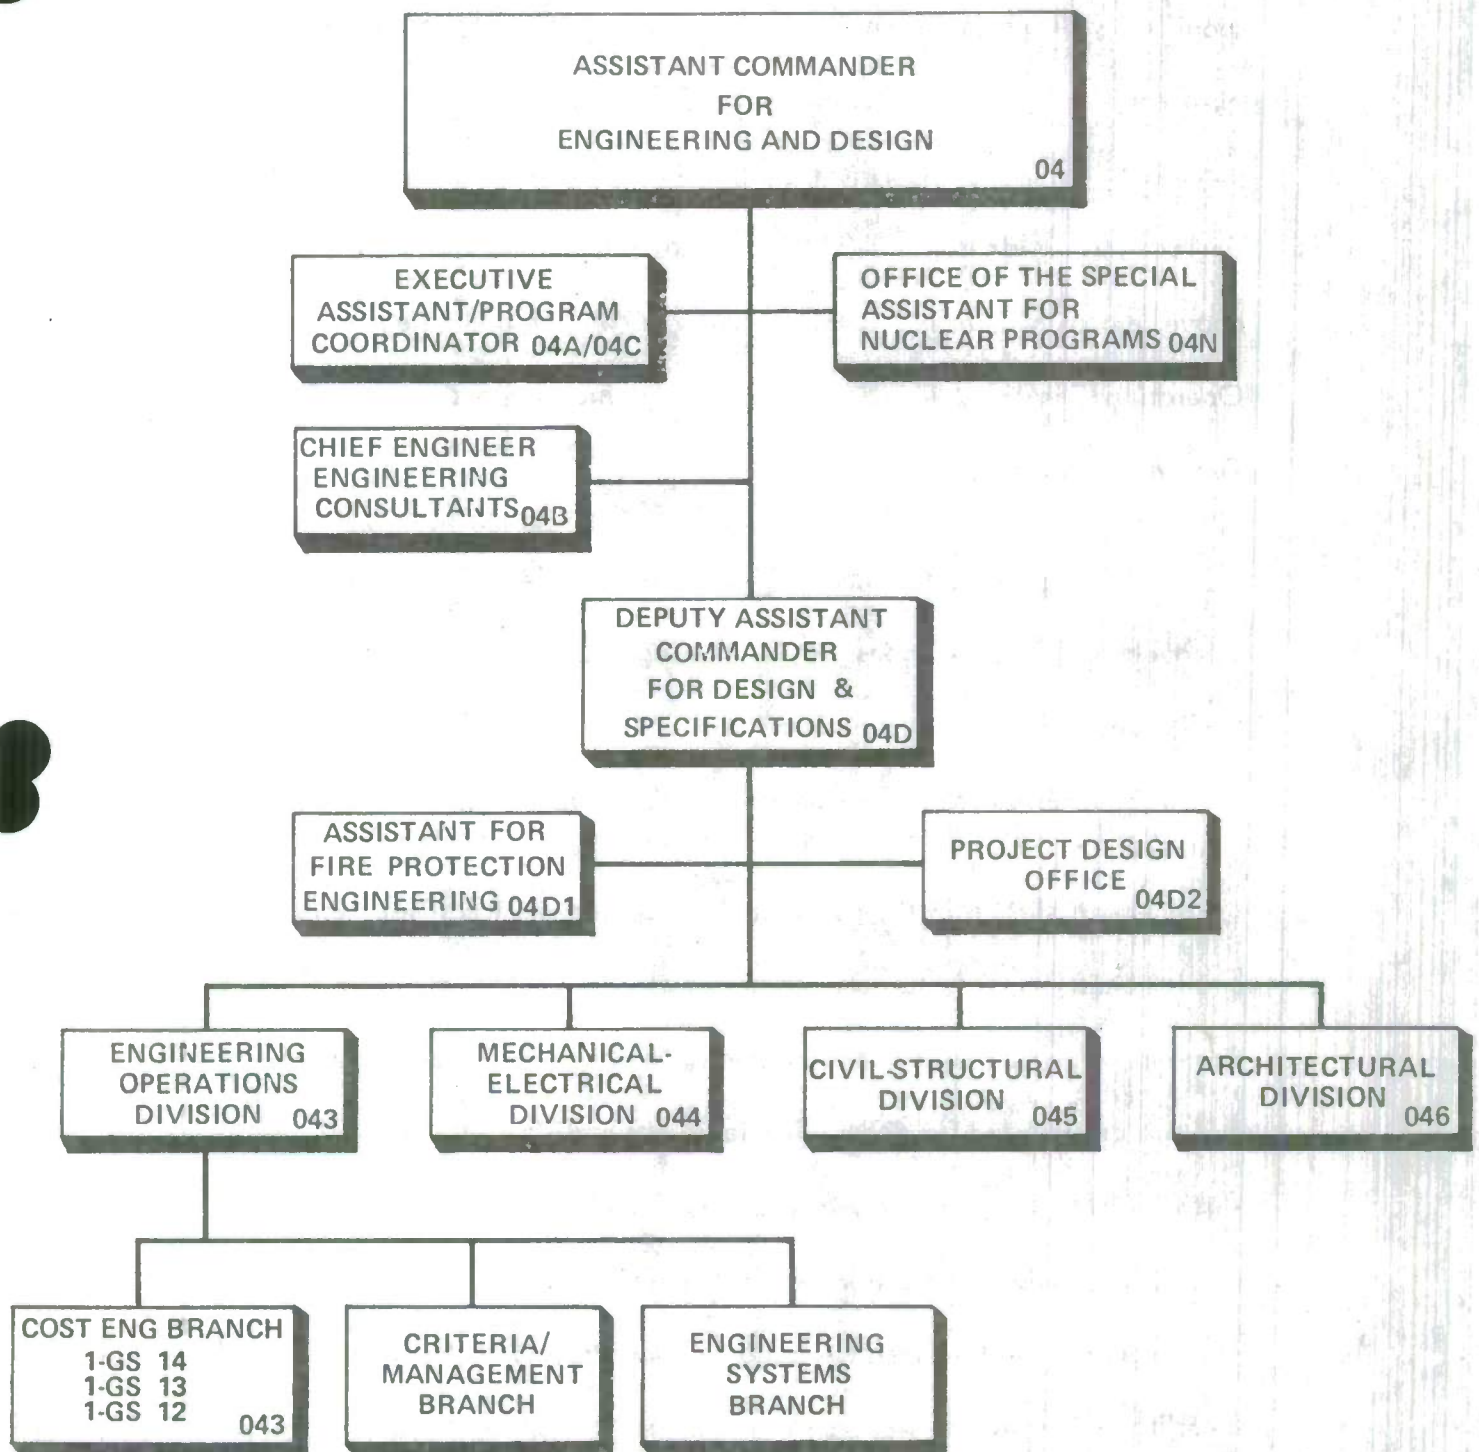 ASSISTANT COMMANDER
FOR
ENGINEERING AND DESIGN
04
EXECUTIVE
ASSISTANT/PROGRAM
COORDINATOR 04A/04C
OFFICE OF THE SPECIAL
ASSISTANT FOR
NUCLEAR PROGRAMS 04N
CHIEF ENGINEER
ENGINEERING
CONSULTANTS 04B
DEPUTY ASSISTANT
COMMANDER
FOR DESIGN &
SPECIFICATIONS 04D
ASSISTANT FOR
FIRE PROTECTION
ENGINEERING 04D1
PROJECT DESIGN
OFFICE
04D2
ENGINEERING
OPERATIONS
DIVISION 043
MECHANICAL-
ELECTRICAL
DIVISION 044
CIVIL-STRUCTURAL
DIVISION
045
ARCHITECTURAL
DIVISION
046
COST ENG BRANCH
1-GS 14
1-GS 13
1-GS 12
043
CRITERIA/
MANAGEMENT
BRANCH
ENGINEERING
SYSTEMS
BRANCH